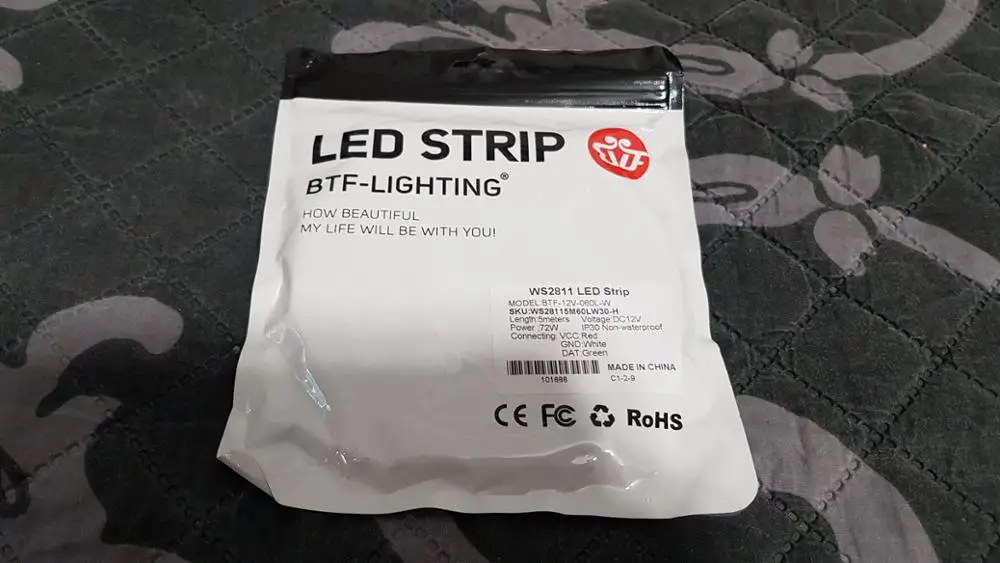 LED STRIP
BTF-LIGHTING®
HOW BEAUTIFUL
MY LIFE WILL BE WITH YOU!
WS2811 LED Strip
MODEL:BTF-12V-060L-W
SKU:WS28115M60LW30-H
Length:5meters Voltage:DC12V
Power :72W IP30 Non-waterproof
Connecting: VCC:Red
GND:White
DAT:Green
MADE IN CHINA
101688 C1-2-9
CE FC RoHS